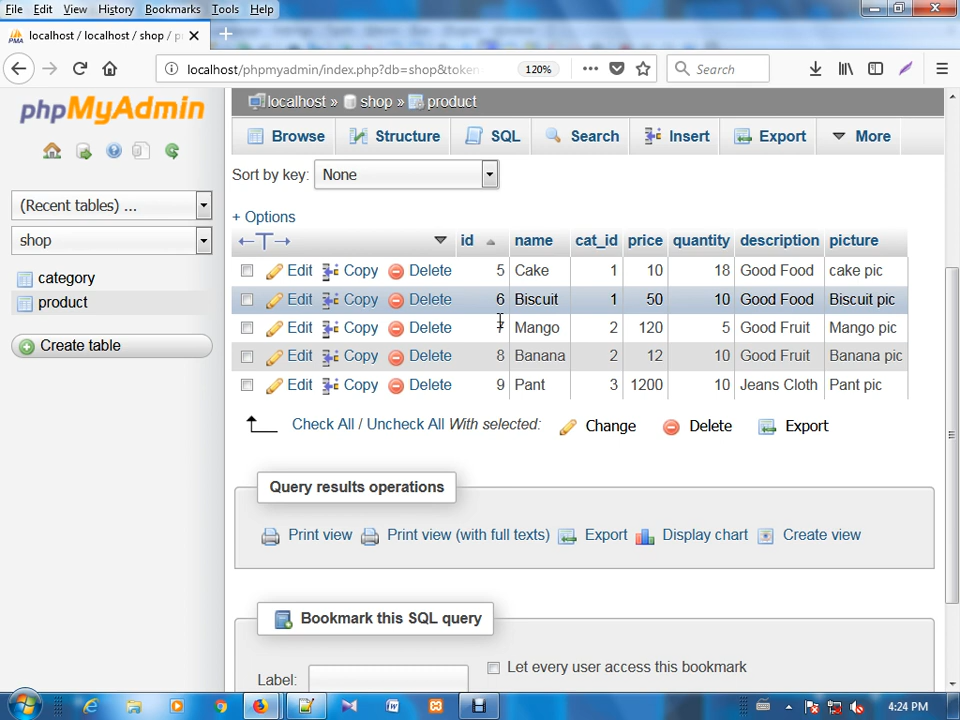 File Edit View History Bookmarks Tools Help
localhost / localhost / shop / pr
localhost/phpmyadmin/index.php?db=shop&token 120% Search
phpMyAdmin
localhost » shop » product
Browse Structure SQL Search Insert Export More
(Recent tables) ...
shop
category
product
Create table
Sort by key: None
+ Options
id name cat_id price quantity description picture
Edit Copy Delete 5 Cake 1 10 18 Good Food cake pic
Edit Copy Delete 6 Biscuit 1 50 10 Good Food Biscuit pic
Edit Copy Delete Mango 2 120 5 Good Fruit Mango pic
Edit Copy Delete 8 Banana 2 12 10 Good Fruit Banana pic
Edit Copy Delete 9 Pant 3 1200 10 Jeans Cloth Pant pic
Check All / Uncheck All With selected: Change Delete Export
Query results operations
Print view Print view (with full texts) Export Display chart Create view
Bookmark this SQL query
Label: Let every user access this bookmark
4:24 PM